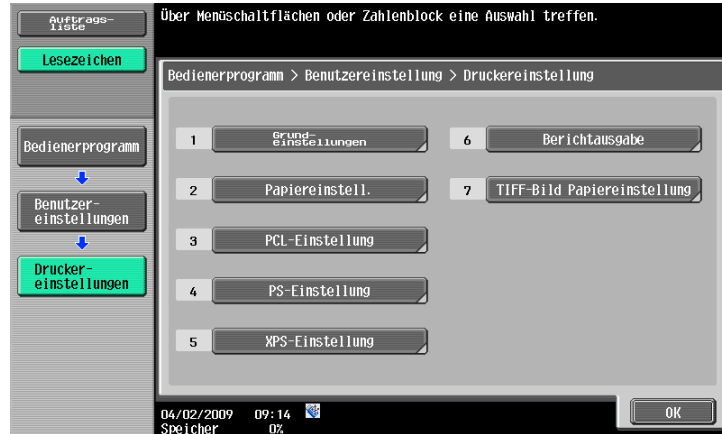 Auftrags-
liste
Über Menüschaltflächen oder Zahlenblock eine Auswahl treffen.
Lesezeichen
Bedienerprogramm > Benutzereinstellung > Druckereinstellung
Bedienerprogramm
Benutzer-
einstellungen
Drucker-
einstellungen
1 Grund-
einstellungen
2 Papiereinstell.
3 PCL-Einstellung
4 PS-Einstellung
5 XPS-Einstellung
6 Berichtausgabe
7 TIFF-Bild Papiereinstellung
04/02/2009 09:14
Speicher 0%
OK